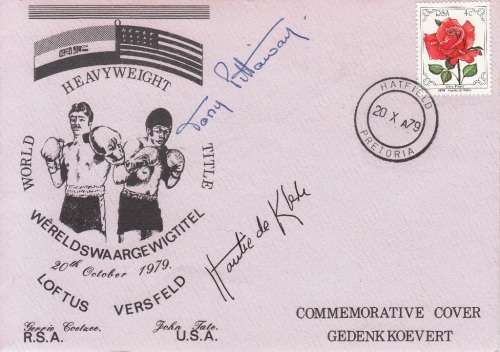 RSA 4c
HEAVYWEIGHT
WORLD
TITLE
HATFIELD
20 X A79
PRETORIA
WÊRELDSWAARGEWIGTITEL
20th October 1979.
LOFTUS VERSFELD
Gerrie Coetzee. John Tate.
R.S.A. U.S.A.
COMMEMORATIVE COVER
GEDENKKOEVERT